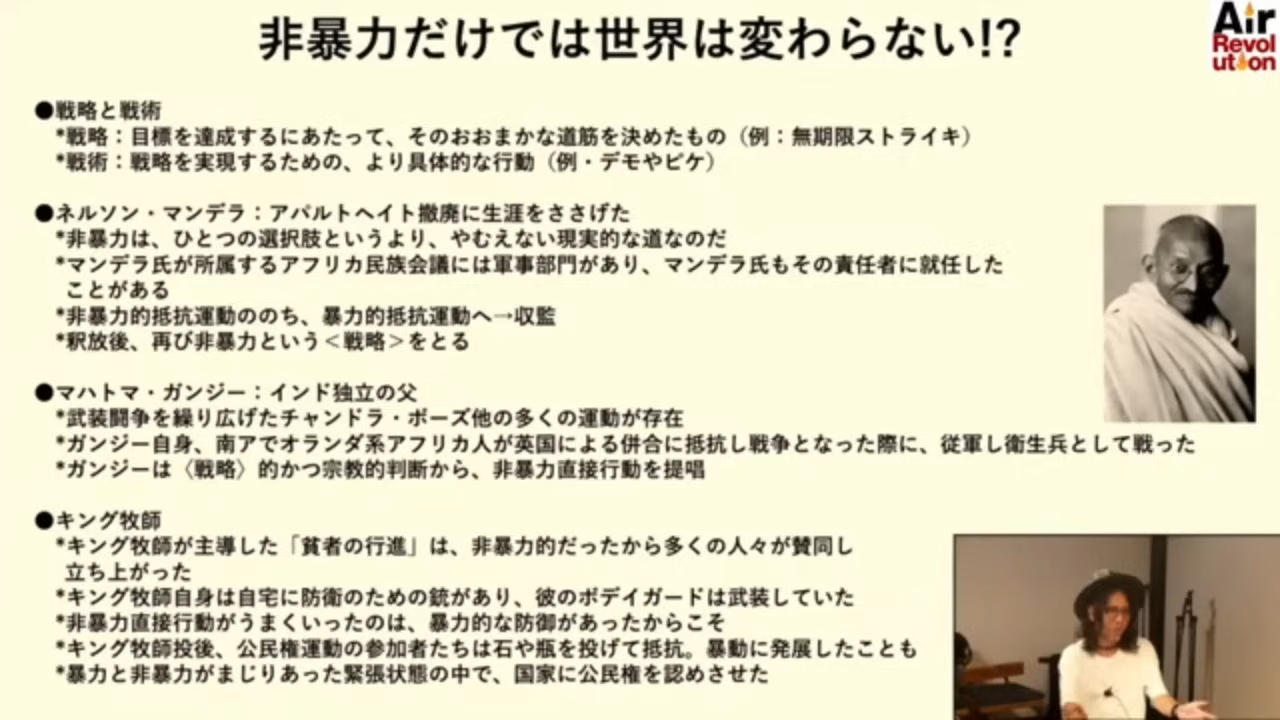 非暴力だけでは世界は変わらない!?
Air
Revol
ution
●戦略と戦術
*戦略：目標を達成するにあたって、そのおおまかな道筋を決めたもの（例：無期限ストライキ）
*戦術：戦略を実現するための、より具体的な行動（例・デモやピケ）
●ネルソン・マンデラ：アパルトヘイト撤廃に生涯をささげた
*非暴力は、ひとつの選択肢というより、やむえない現実的な道なのだ
*マンデラ氏が所属するアフリカ民族会議には軍事部門があり、マンデラ氏もその責任者に就任した
ことがある
*非暴力的抵抗運動ののち、暴力的抵抗運動へ→収監
*釈放後、再び非暴力という＜戦略＞をとる
●マハトマ・ガンジー：インド独立の父
*武装闘争を繰り広げたチャンドラ・ボーズ他の多くの運動が存在
*ガンジー自身、南アでオランダ系アフリカ人が英国による併合に抵抗し戦争となった際に、従軍し衛生兵として戦った
*ガンジーは〈戦略〉的かつ宗教的判断から、非暴力直接行動を提唱
●キング牧師
*キング牧師が主導した「貧者の行進」は、非暴力的だったから多くの人々が賛同し
立ち上がった
*キング牧師自身は自宅に防衛のための銃があり、彼のボデイガードは武装していた
*非暴力直接行動がうまくいったのは、暴力的な防御があったからこそ
*キング牧師投後、公民権運動の参加者たちは石や瓶を投げて抵抗。暴動に発展したことも
*暴力と非暴力がまじりあった緊張状態の中で、国家に公民権を認めさせた